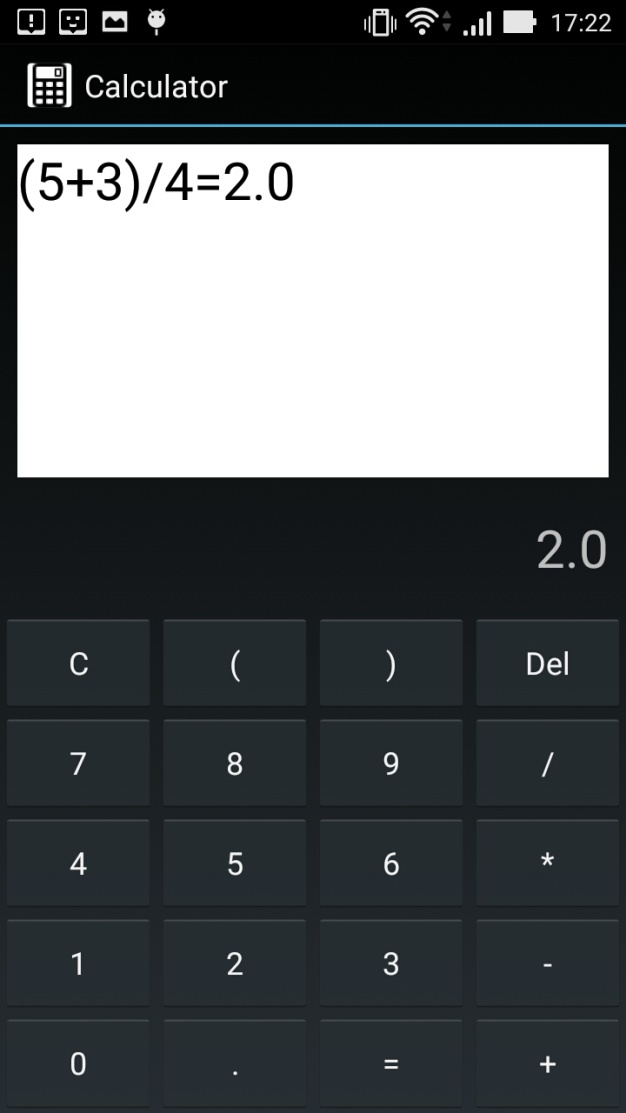 17:22
Calculator
(5+3)/4=2.0
2.0
C ( ) Del
7 8 9 /
4 5 6 *
1 2 3 -
0 . = +